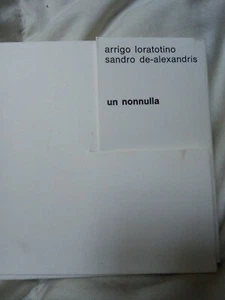 arrigo loratotino
sandro de-alexandris
un nonnulla